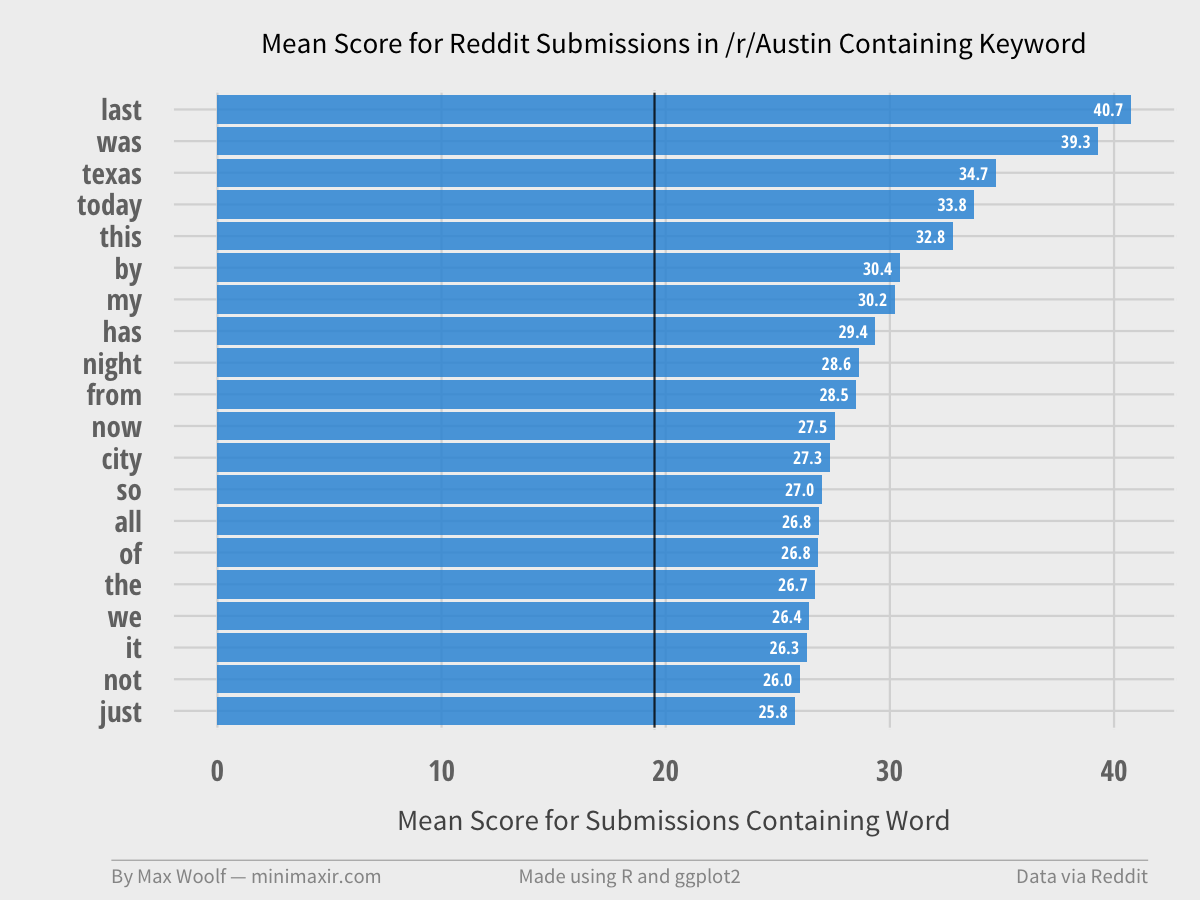 Mean Score for Reddit Submissions in /r/Austin Containing Keyword
last 40.7
was 39.3
texas 34.7
today 33.8
this 32.8
by 30.4
my 30.2
has 29.4
night 28.6
from 28.5
now 27.5
city 27.3
so 27.0
all 26.8
of 26.8
the 26.7
we 26.4
it 26.3
not 26.0
just 25.8
0 10 20 30 40
Mean Score for Submissions Containing Word
By Max Woolf — minimaxir.com Made using R and ggplot2 Data via Reddit